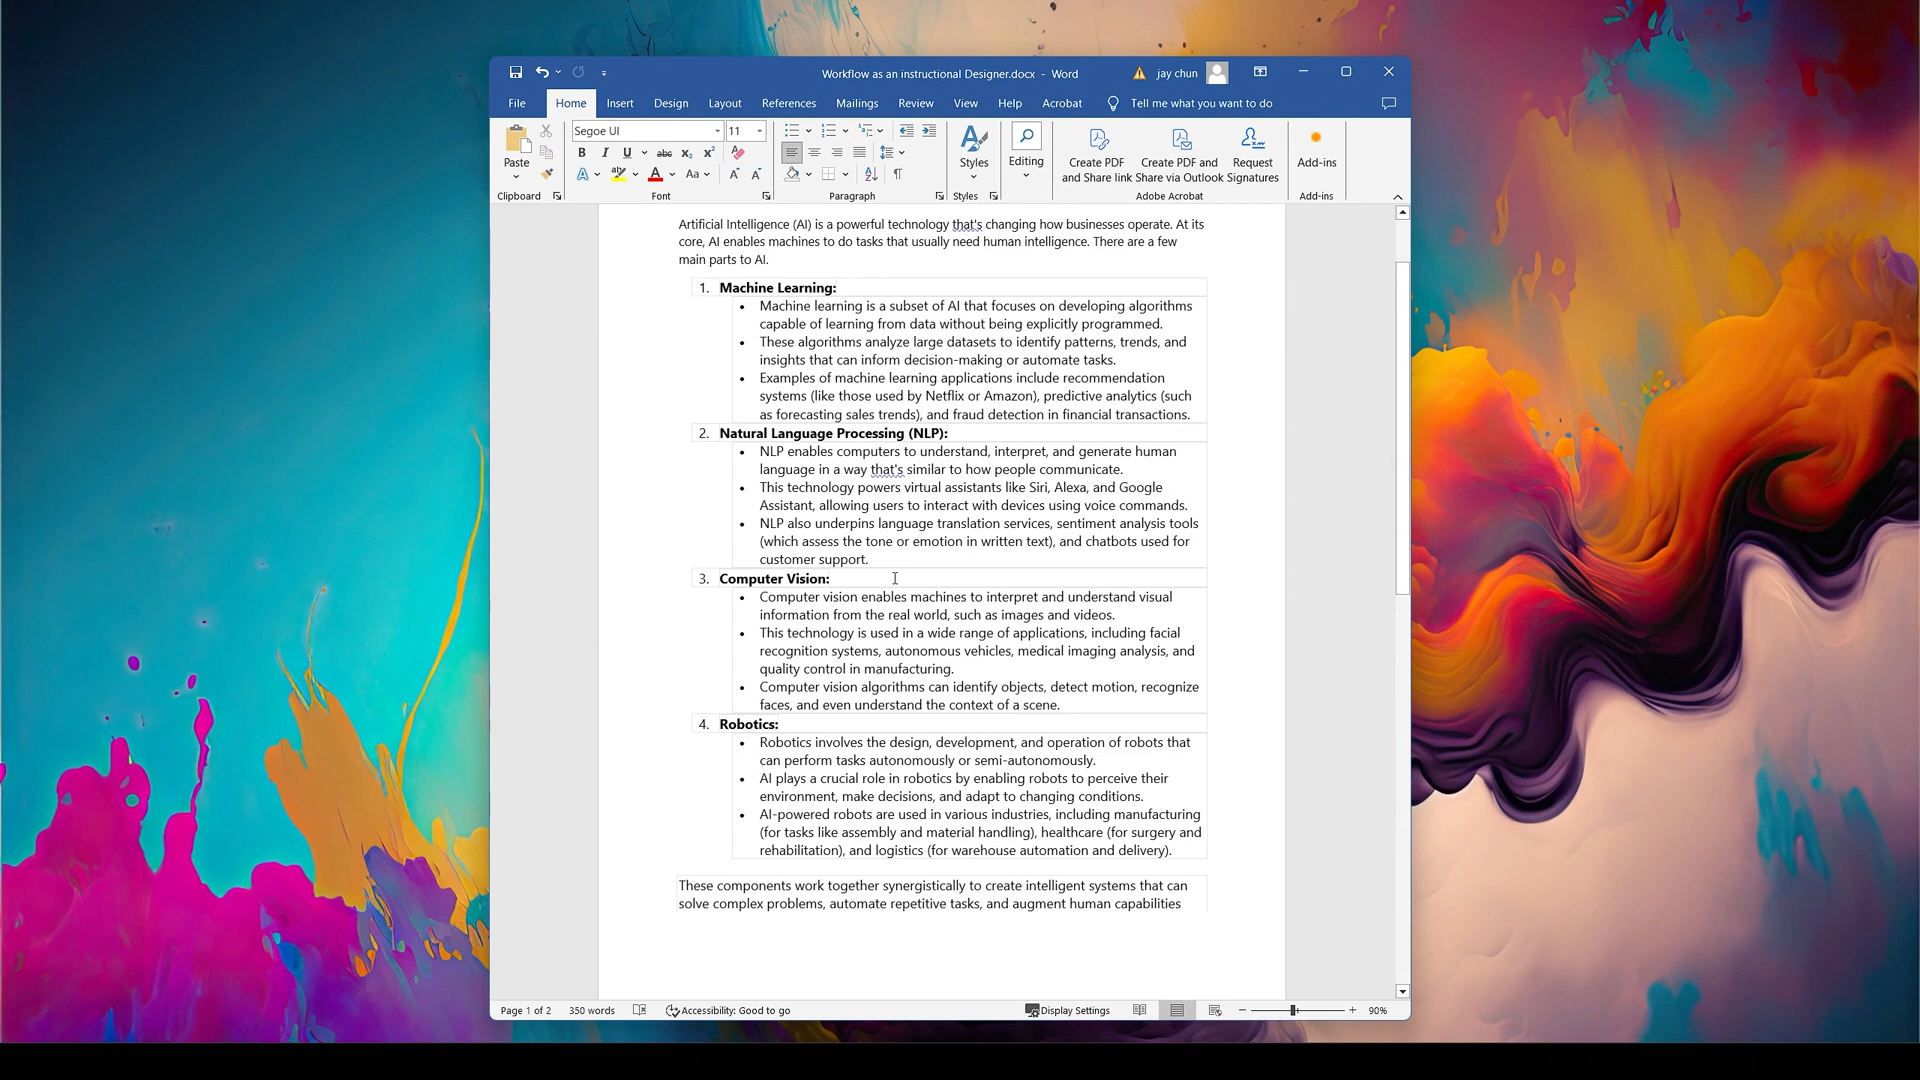 Workflow as an instructional Designer.docx - Word
jay chun
File Home Insert Design Layout References Mailings Review View Help Acrobat Tell me what you want to do
Paste
Clipboard
Segoe UI 11
B I U abc x₂ x²
A ab A Aa A A
Font
Paragraph
Styles
Styles
Editing
Create PDF and Share link
Create PDF and Share via Outlook
Request Signatures
Adobe Acrobat
Add-ins
Add-ins
Artificial Intelligence (AI) is a powerful technology that's changing how businesses operate. At its
core, AI enables machines to do tasks that usually need human intelligence. There are a few
main parts to AI.
1. Machine Learning:
• Machine learning is a subset of AI that focuses on developing algorithms
capable of learning from data without being explicitly programmed.
• These algorithms analyze large datasets to identify patterns, trends, and
insights that can inform decision-making or automate tasks.
• Examples of machine learning applications include recommendation
systems (like those used by Netflix or Amazon), predictive analytics (such
as forecasting sales trends), and fraud detection in financial transactions.
2. Natural Language Processing (NLP):
• NLP enables computers to understand, interpret, and generate human
language in a way that's similar to how people communicate.
• This technology powers virtual assistants like Siri, Alexa, and Google
Assistant, allowing users to interact with devices using voice commands.
• NLP also underpins language translation services, sentiment analysis tools
(which assess the tone or emotion in written text), and chatbots used for
customer support.
3. Computer Vision:
• Computer vision enables machines to interpret and understand visual
information from the real world, such as images and videos.
• This technology is used in a wide range of applications, including facial
recognition systems, autonomous vehicles, medical imaging analysis, and
quality control in manufacturing.
• Computer vision algorithms can identify objects, detect motion, recognize
faces, and even understand the context of a scene.
4. Robotics:
• Robotics involves the design, development, and operation of robots that
can perform tasks autonomously or semi-autonomously.
• AI plays a crucial role in robotics by enabling robots to perceive their
environment, make decisions, and adapt to changing conditions.
• AI-powered robots are used in various industries, including manufacturing
(for tasks like assembly and material handling), healthcare (for surgery and
rehabilitation), and logistics (for warehouse automation and delivery).
These components work together synergistically to create intelligent systems that can
solve complex problems, automate repetitive tasks, and augment human capabilities
Page 1 of 2 350 words Accessibility: Good to go Display Settings 90%